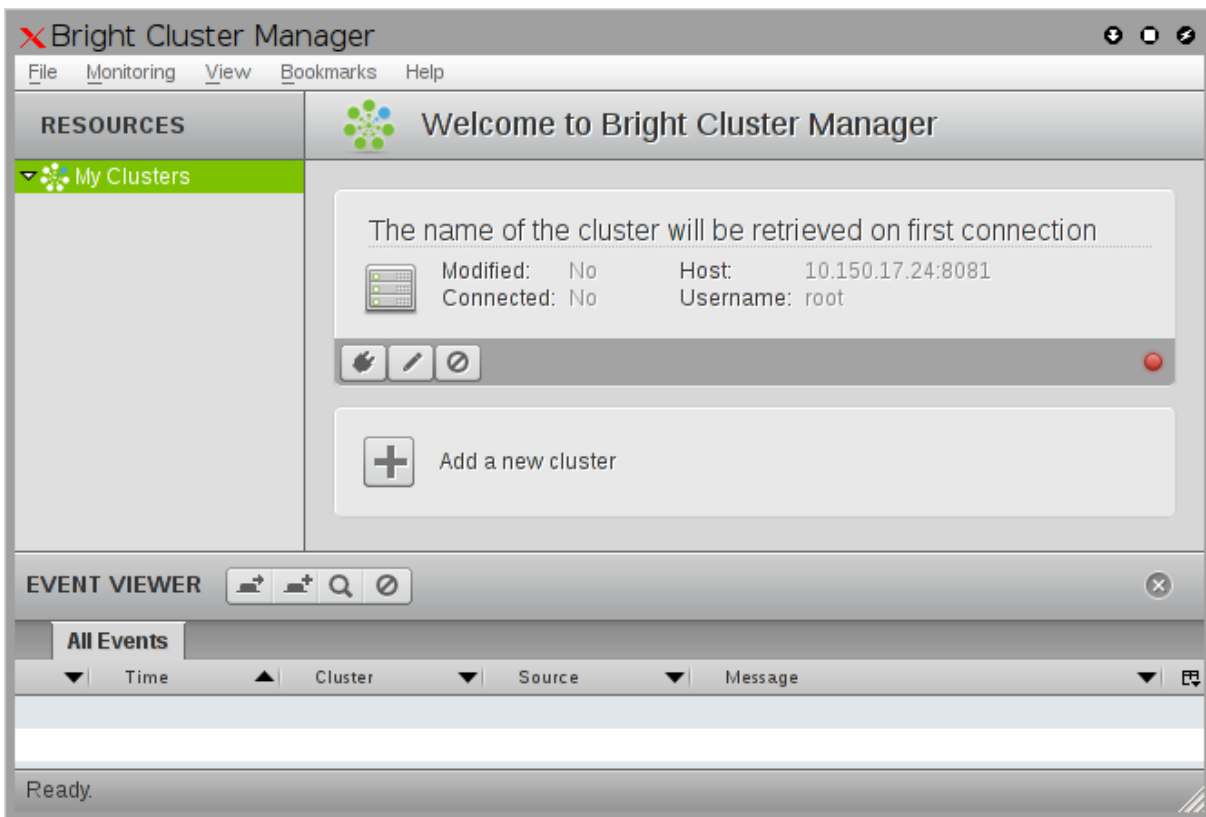 Bright Cluster Manager
File Monitoring View Bookmarks Help
RESOURCES
Welcome to Bright Cluster Manager
My Clusters
The name of the cluster will be retrieved on first connection
Modified: No Host: 10.150.17.24:8081
Connected: No Username: root
Add a new cluster
EVENT VIEWER
All Events
Time Cluster Source Message
Ready.